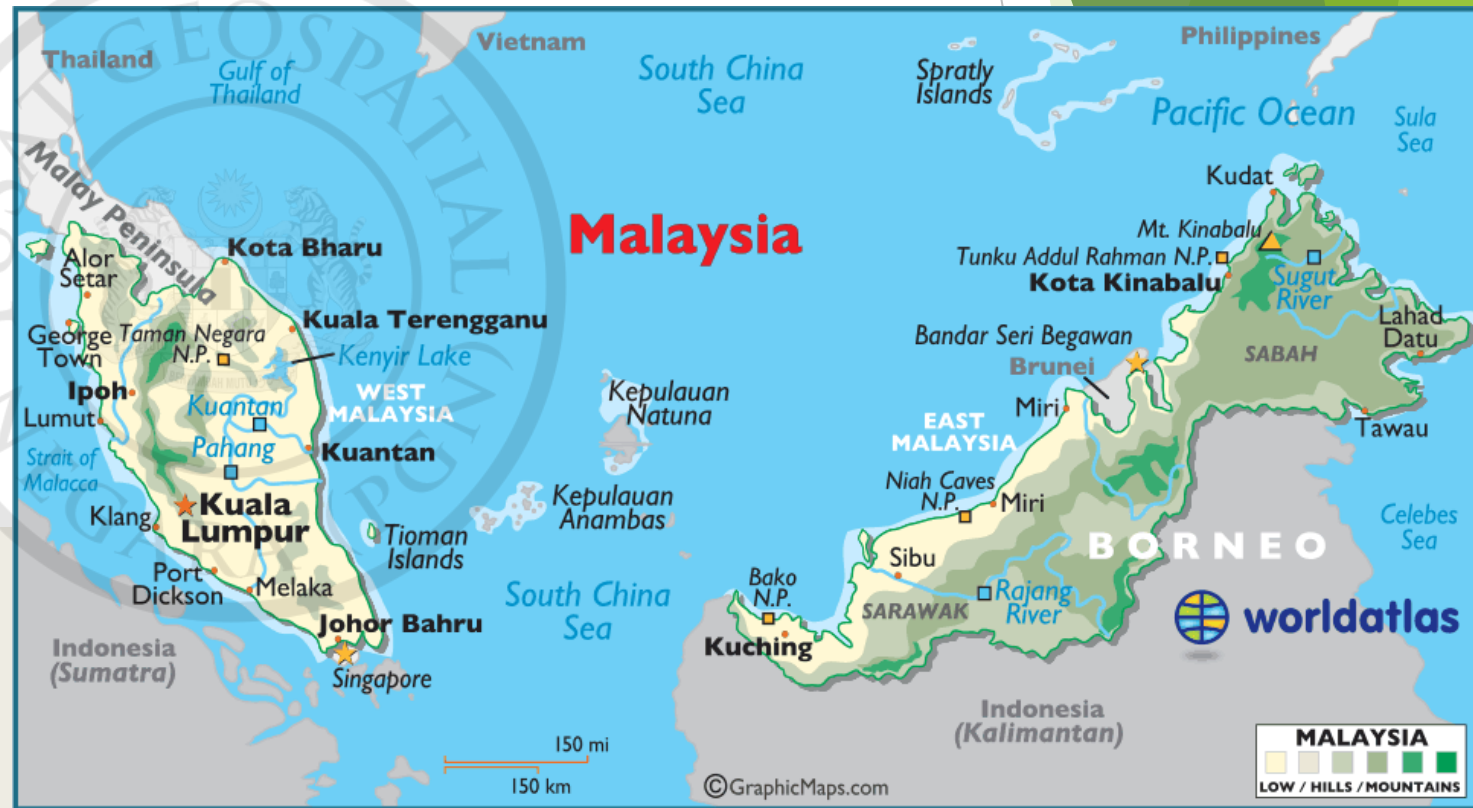 Thailand
Vietnam
Philippines
Gulf of
Thailand
South China
Sea
Spratly
Islands
Pacific Ocean
Sula
Sea
Malay Peninsula
Malaysia
Kudat
Mt. Kinabalu
Tunku Addul Rahman N.P.
Kota Kinabalu
Sugut
River
Kota Bharu
Alor
Setar
George
Town
Taman Negara
N.P.
Kuala Terengganu
Kenyir Lake
Bandar Seri Begawan
Brunei
SABAH
Lahad
Datu
Ipoh
Lumut
Kuantan
WEST
MALAYSIA
Kepulauan
Natuna
Miri
EAST
MALAYSIA
Tawau
Strait of
Malacca
Pahang
Kuantan
Kuala
Lumpur
Klang
Kepulauan
Anambas
Niah Caves
N.P.
Miri
Celebes
Sea
Tioman
Islands
BORNEO
Port
Dickson
Melaka
South China
Sea
Sibu
Bako
N.P.
SARAWAK
Rajang
River
worldatlas
Johor Bahru
Kuching
Indonesia
(Sumatra)
Singapore
Indonesia
(Kalimantan)
150 mi
150 km
©GraphicMaps.com
MALAYSIA
LOW / HILLS / MOUNTAINS
GEOSPATIAL
NEGARA